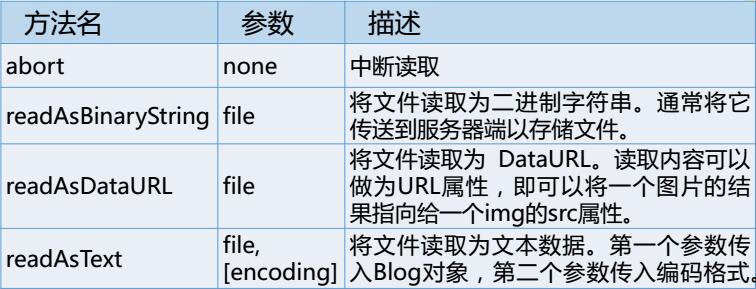 方法名 参数 描述
abort none 中断读取
readAsBinaryString file 将文件读取为二进制字符串。通常将它
传送到服务器端以存储文件。
readAsDataURL file 将文件读取为 DataURL。读取内容可以
做为URL属性，即可以将一个图片的结
果指向给一个img的src属性。
readAsText file, 将文件读取为文本数据。第一个参数传
[encoding] 入Blog对象，第二个参数传入编码格式。